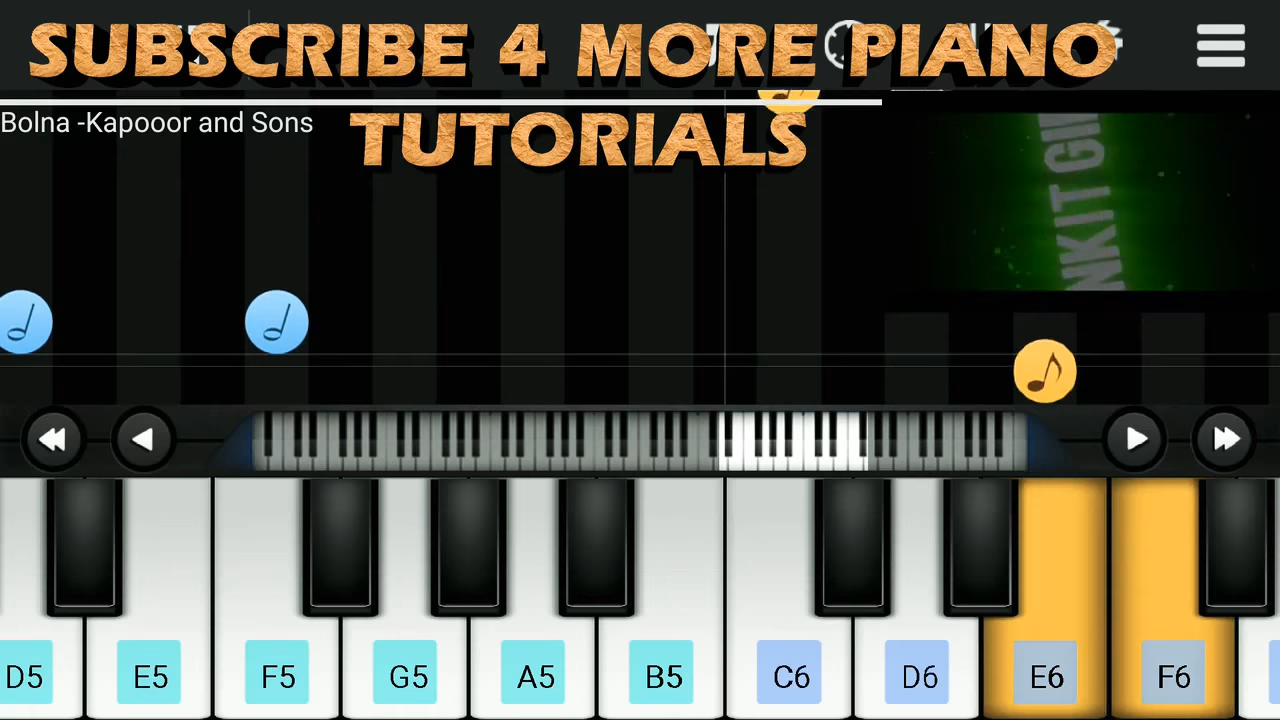 SUBSCRIBE 4 MORE PIANO
TUTORIALS
Bolna -Kapooor and Sons
D5 E5 F5 G5 A5 B5 C6 D6 E6 F6